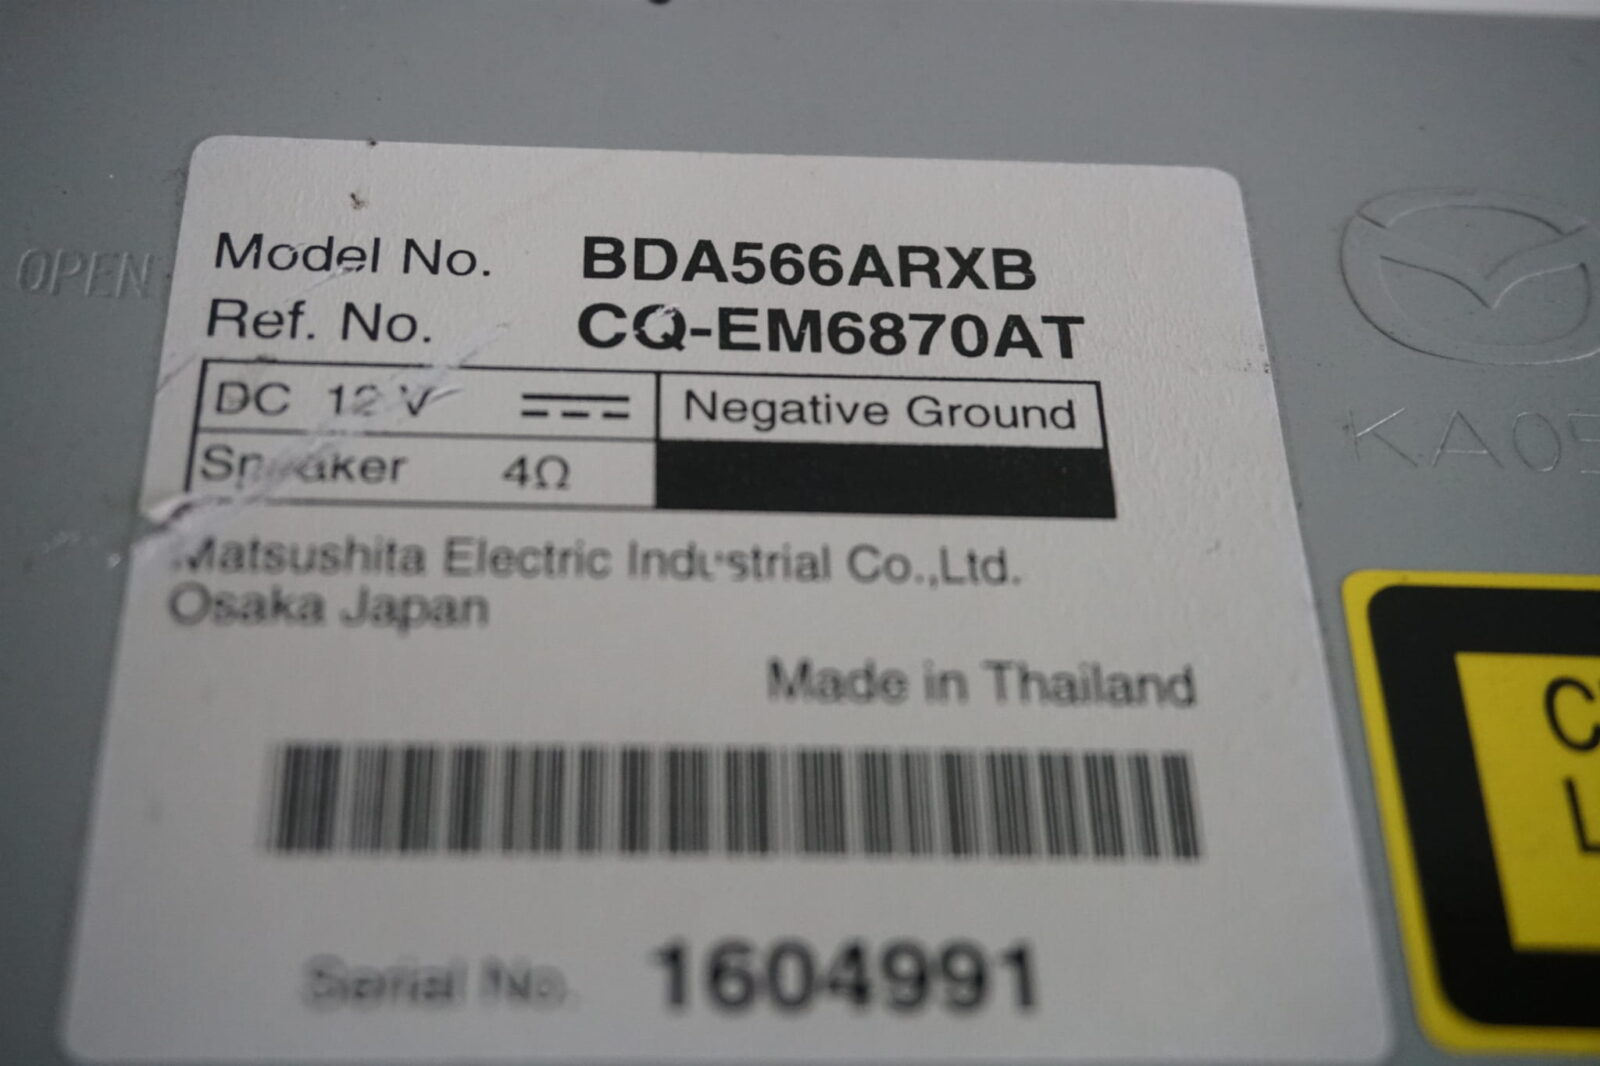 OPEN
Model No. BDA566ARXB
Ref. No. CQ-EM6870AT
DC 12 V Negative Ground
Speaker 4Ω
Matsushita Electric Industrial Co.,Ltd.
Osaka Japan
Made in Thailand
Serial No. 1604991